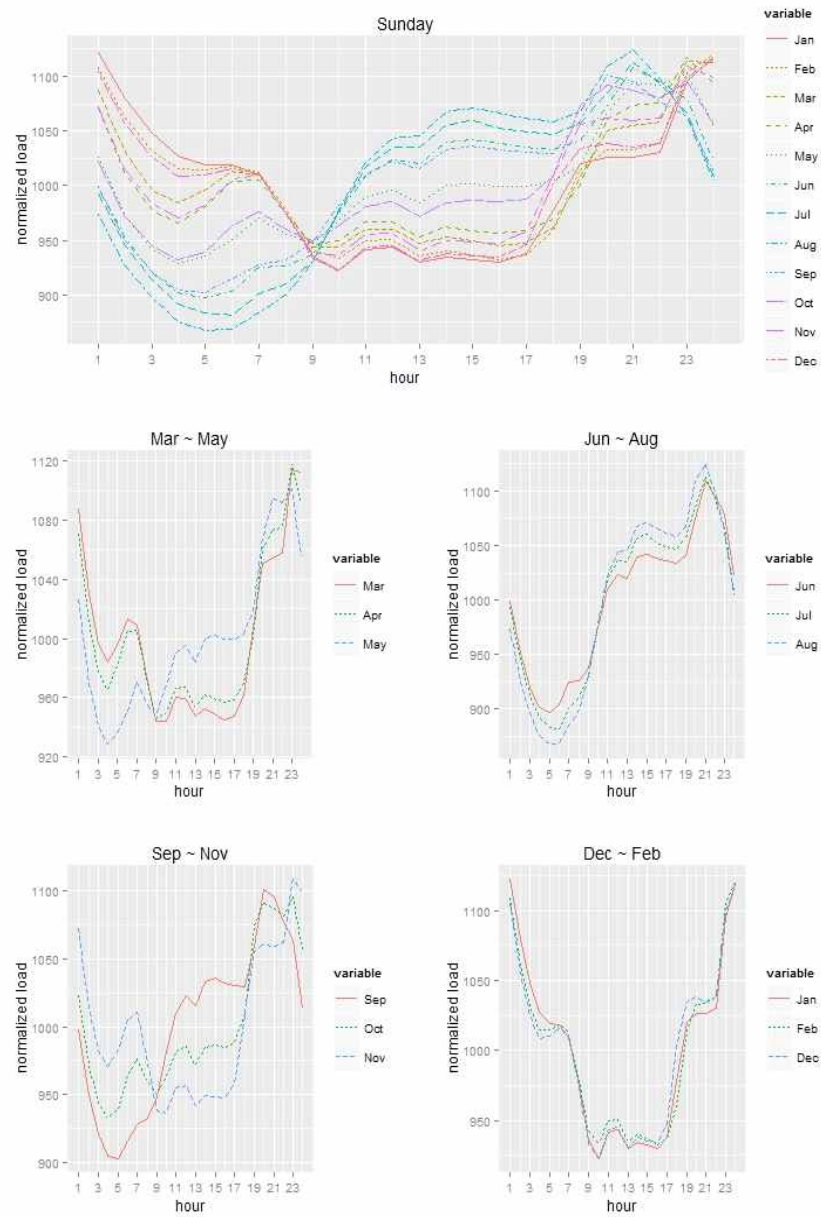 Sunday
variable
Jan
Feb
Mar
Apr
May
Jun
Jul
Aug
Sep
Oct
Nov
Dec
normalized load
1100
1050
1000
950
900
1 3 5 7 9 11 13 15 17 19 21 23
hour
Mar ~ May
normalized load
1120
1080
1040
1000
960
920
1 3 5 7 9 11 13 15 17 19 21 23
hour
variable
Mar
Apr
May
Jun ~ Aug
normalized load
1100
1050
1000
950
900
1 3 5 7 9 11 13 15 17 19 21 23
hour
variable
Jun
Jul
Aug
Sep ~ Nov
normalized load
1100
1050
1000
950
900
1 3 5 7 9 11 13 15 17 19 21 23
hour
variable
Sep
Oct
Nov
Dec ~ Feb
normalized load
1100
1050
1000
950
1 3 5 7 9 11 13 15 17 19 21 23
hour
variable
Jan
Feb
Dec